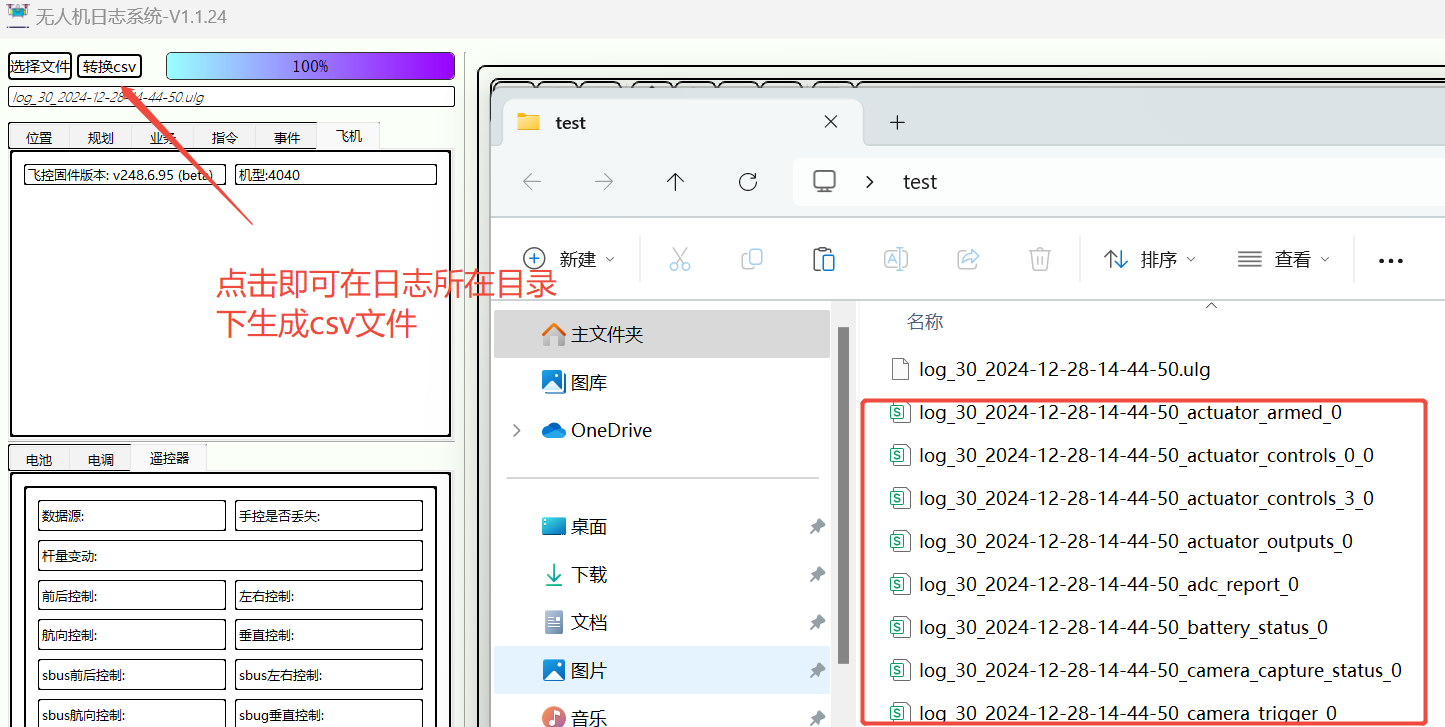 无人机日志系统-V1.1.24
选择文件 转换csv 100%
log_30_2024-12-28-14-44-50.ulg
位置 规划 业务 指令 事件 飞机
飞控固件版本: v248.6.95 (beta) 机型:4040
点击即可在日志所在目录
下生成csv文件
电池 电调 遥控器
数据源: 手控是否丢失:
杆量变动:
前后控制: 左右控制:
航向控制: 垂直控制:
sbus前后控制: sbus左右控制:
sbus航向控制: sbug垂直控制:
test
test
新建 排序 查看
主文件夹
图库
OneDrive
桌面
下载
文档
图片
音乐
名称
log_30_2024-12-28-14-44-50.ulg
log_30_2024-12-28-14-44-50_actuator_armed_0
log_30_2024-12-28-14-44-50_actuator_controls_0_0
log_30_2024-12-28-14-44-50_actuator_controls_3_0
log_30_2024-12-28-14-44-50_actuator_outputs_0
log_30_2024-12-28-14-44-50_adc_report_0
log_30_2024-12-28-14-44-50_battery_status_0
log_30_2024-12-28-14-44-50_camera_capture_status_0
log_30_2024-12-28-14-44-50_camera_trigger_0